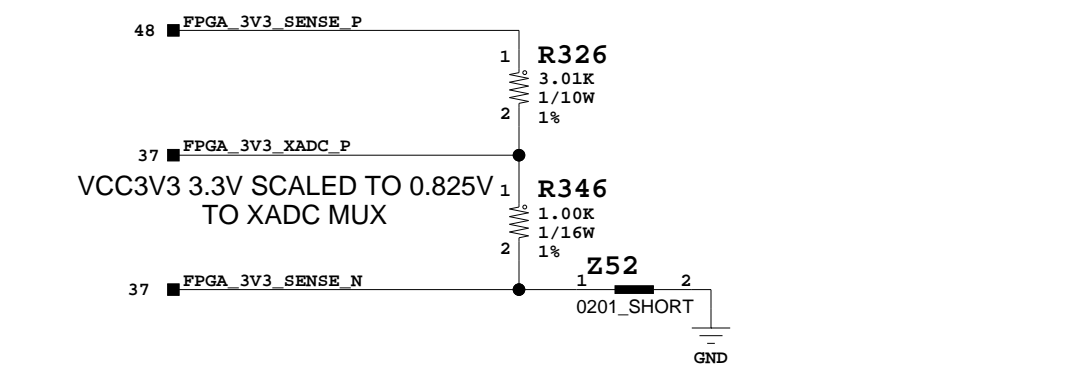 48 FPGA_3V3_SENSE_P
1 R326
3.01K
1/10W
2 1%
37 FPGA_3V3_XADC_P
VCC3V3 3.3V SCALED TO 0.825V
TO XADC MUX
1 R346
1.00K
1/16W
2 1%
37 FPGA_3V3_SENSE_N
Z52
1 2
0201_SHORT
GND